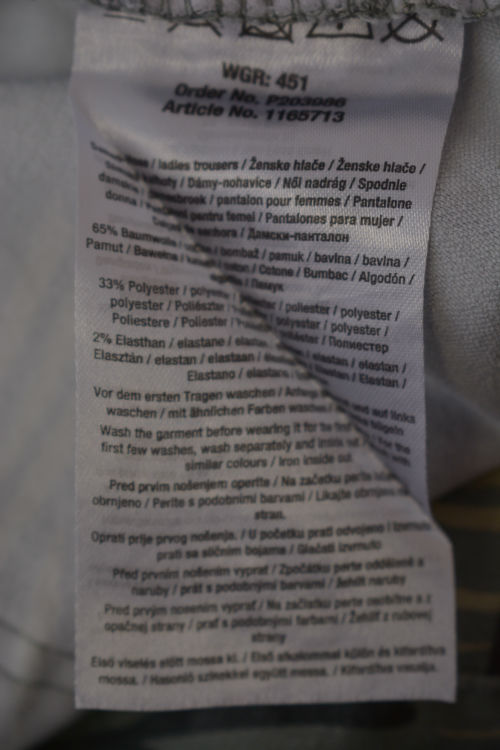 WGR: 451
Order No. P203986
Article No. 1165713
/ ladies trousers / Ženske hlače / Ženske hlače /
/ Dámy-nohavice / Női nadrág / Spodnie
/ pantalon pour femmes / Pantalone
donna / pentru femei / Pantalones para mujer /
senhora / Дамски-панталон
65% Baumwolle / bombaž / pamuk / bavlna / bavlna /
Pamut / Bawełna / Cotone / Bumbac / Algodón /
/ Памук
33% Polyester / poliester / polyester /
polyester / Poliészter / polyester / polyester /
Poliestere / Poliester / Полиестер
2% Elasthan / elastane / elastan / elastan /
Elasztán / elastan / elastaan / Elastan / Elastan /
Elastano / elastano
Vor dem ersten Tragen waschen / und auf links
waschen / mit ähnlichen Farben waschen / bügeln
Wash the garment before wearing it for the first / For the
first few washes, wash separately and inside out / with
similar colours / Iron inside out
Pred prvim nošenjem operite / Na začetku perite
obrnjeno / Perite s podobnimi barvami / Likajte obrnjeno
stran.
Oprati prije prvog nošenja. / U početku prati odvojeno / Izvrnuto
prati sa sličnim bojama / Glačati izvrnuto
Před prvním nošením vyprat / Zpočátku perte odděleně a
naruby / prát s podobnými barvami / žehlit naruby
Pred prvým nosením vyprať / Na začiatku perte osobitne a z
opačnej strany / prať s podobnými farbami / Žehliť z rubovej
strany
Első viselés előtt mossa ki. / Első alkalommal külön és kifordítva
mossa. / Hasonló színekkel együtt mossa. / Kifordítva vasalja.